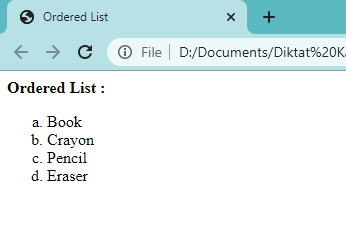 Ordered List
File D:/Documents/Diktat%20K
Ordered List :
a. Book
b. Crayon
c. Pencil
d. Eraser